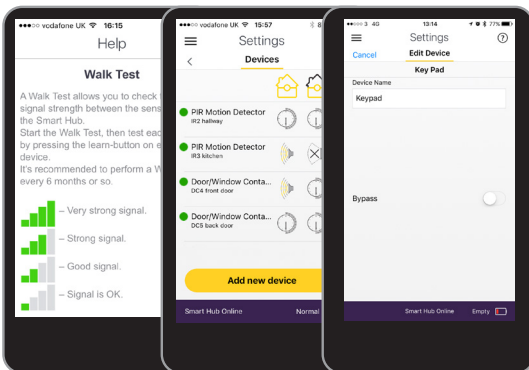 vodafone UK 16:15
Help
Walk Test
A Walk Test allows you to check
signal strength between the sens
the Smart Hub.
Start the Walk Test, then test eac
by pressing the learn-button on e
device.
It's recommended to perform a W
every 6 months or so.
– Very strong signal.
– Strong signal.
– Good signal.
– Signal is OK.
vodafone UK 15:57 8
Settings
Devices
PIR Motion Detector
IR2 hallway
PIR Motion Detector
IR3 kitchen
Door/Window Conta...
DC4 front door
Door/Window Conta...
DC5 back door
Add new device
Smart Hub Online Normal
3 4G 13:14 77%
Settings
Cancel Edit Device
Key Pad
Device Name
Keypad
Bypass
Smart Hub Online Empty